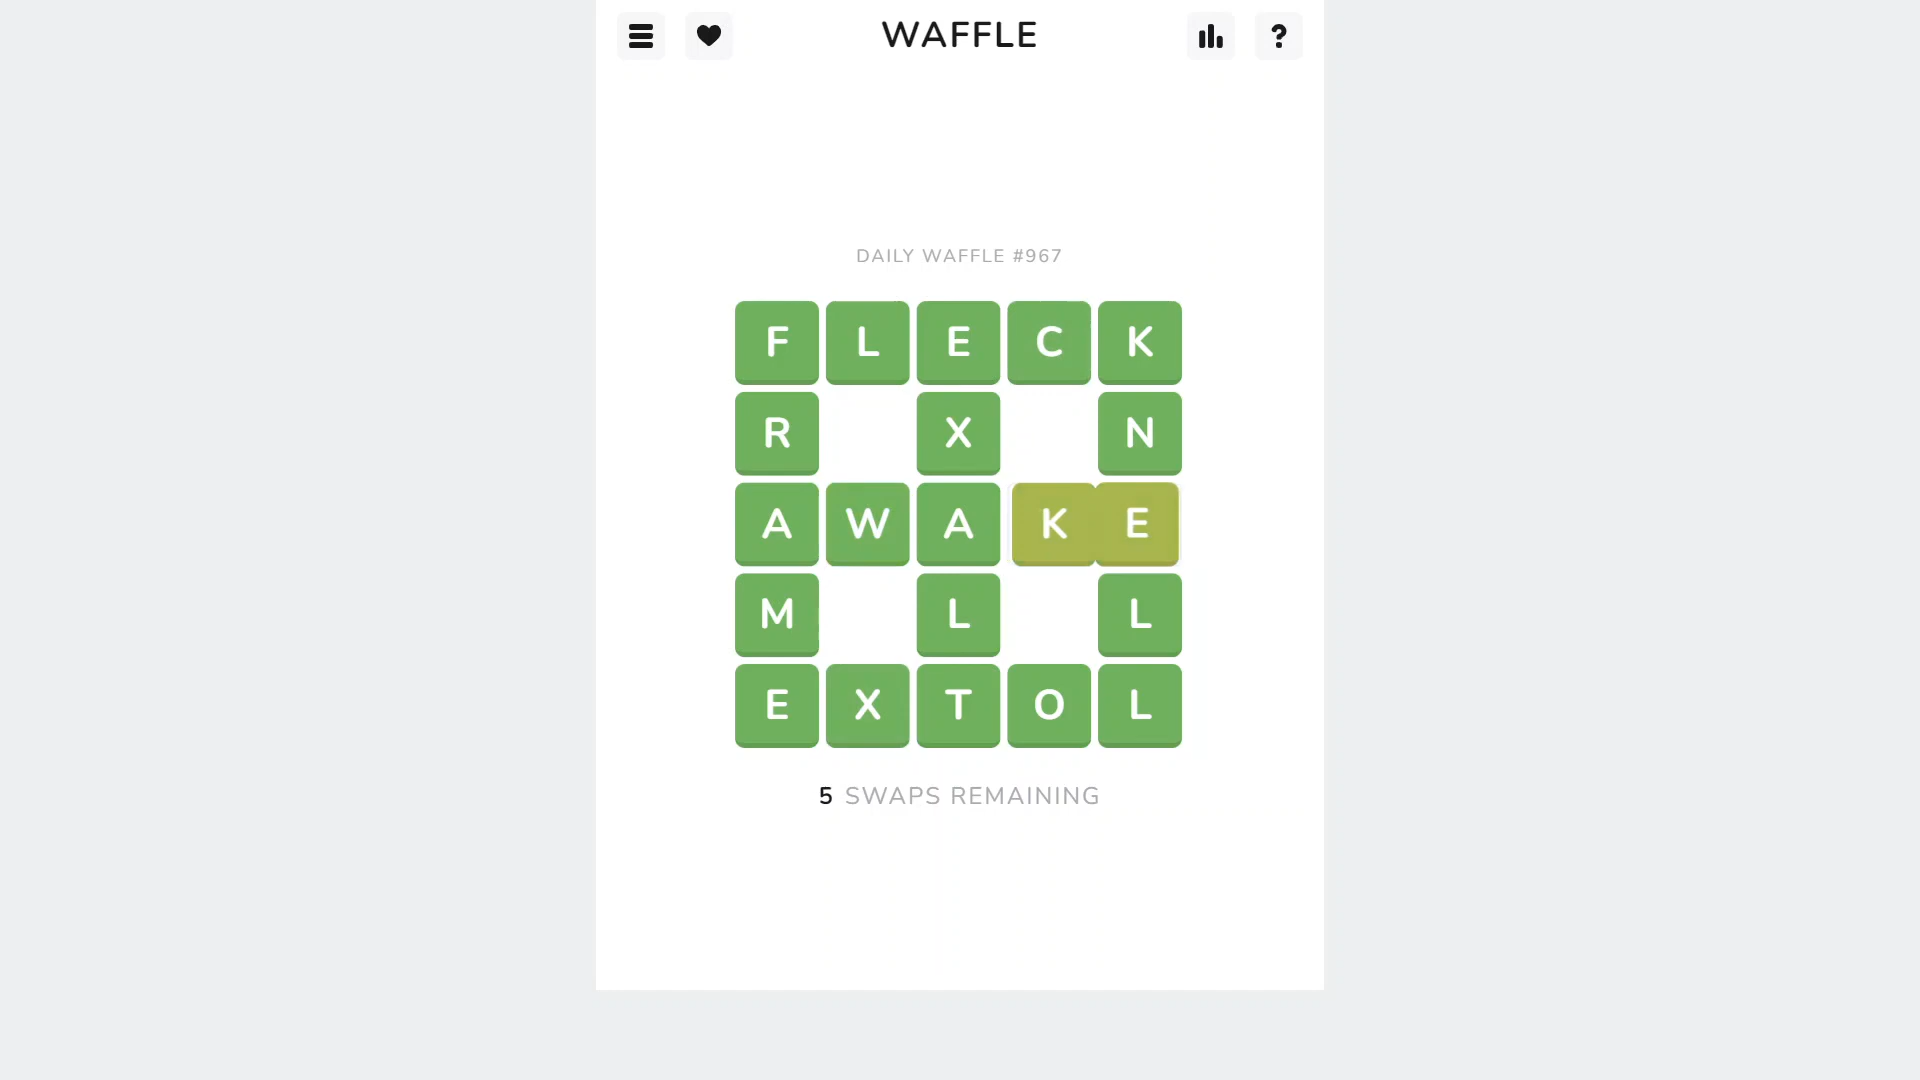 WAFFLE
?
DAILY WAFFLE #967
F L E C K
R X N
A W A K E
M L L
E X T O L
5 SWAPS REMAINING